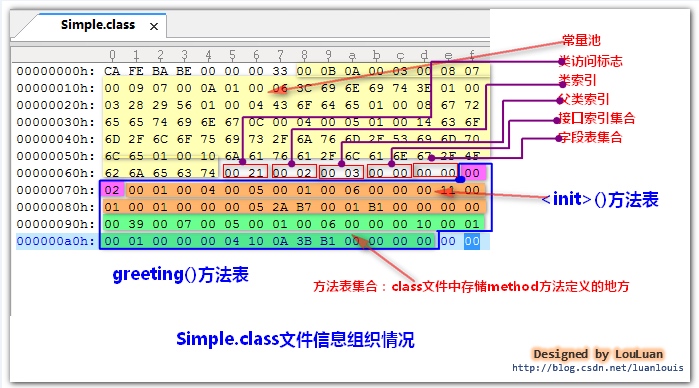 Simple.class ×
0 1 2 3 4 5 6 7 8 9 a b c d e f
00000000h: CA FE BA BE 00 00 00 33 00 0B 0A 00 03 00 08 07
00000010h: 00 09 07 00 0A 01 00 06 3C 69 6E 69 74 3E 01 00
00000020h: 03 28 29 56 01 00 04 43 6F 64 65 01 00 08 67 72
00000030h: 65 65 74 69 6E 67 0C 00 04 00 05 01 00 14 63 6F
00000040h: 6D 2F 6C 6F 75 69 73 2F 6A 76 6D 2F 53 69 6D 70
00000050h: 6C 65 01 00 10 6A 61 76 61 2F 6C 61 6E 67 2F 4F
00000060h: 62 6A 65 63 74 00 21 00 02 00 03 00 00 00 00 00
00000070h: 02 00 01 00 04 00 05 00 01 00 06 00 00 00 11 00
00000080h: 01 00 01 00 00 00 05 2A B7 00 01 B1 00 00 00 00
00000090h: 00 39 00 07 00 05 00 01 00 06 00 00 00 10 00 01
000000a0h: 00 01 00 00 00 04 10 0A 3B B1 00 00 00 00 00 00
常量池
类访问标志
类索引
父类索引
接口索引集合
字段表集合
<init>()方法表
greeting()方法表
方法表集合：class文件中存储method方法定义的地方
Simple.class文件信息组织情况
Designed by LouLuan
http://blog.csdn.net/luanlouis